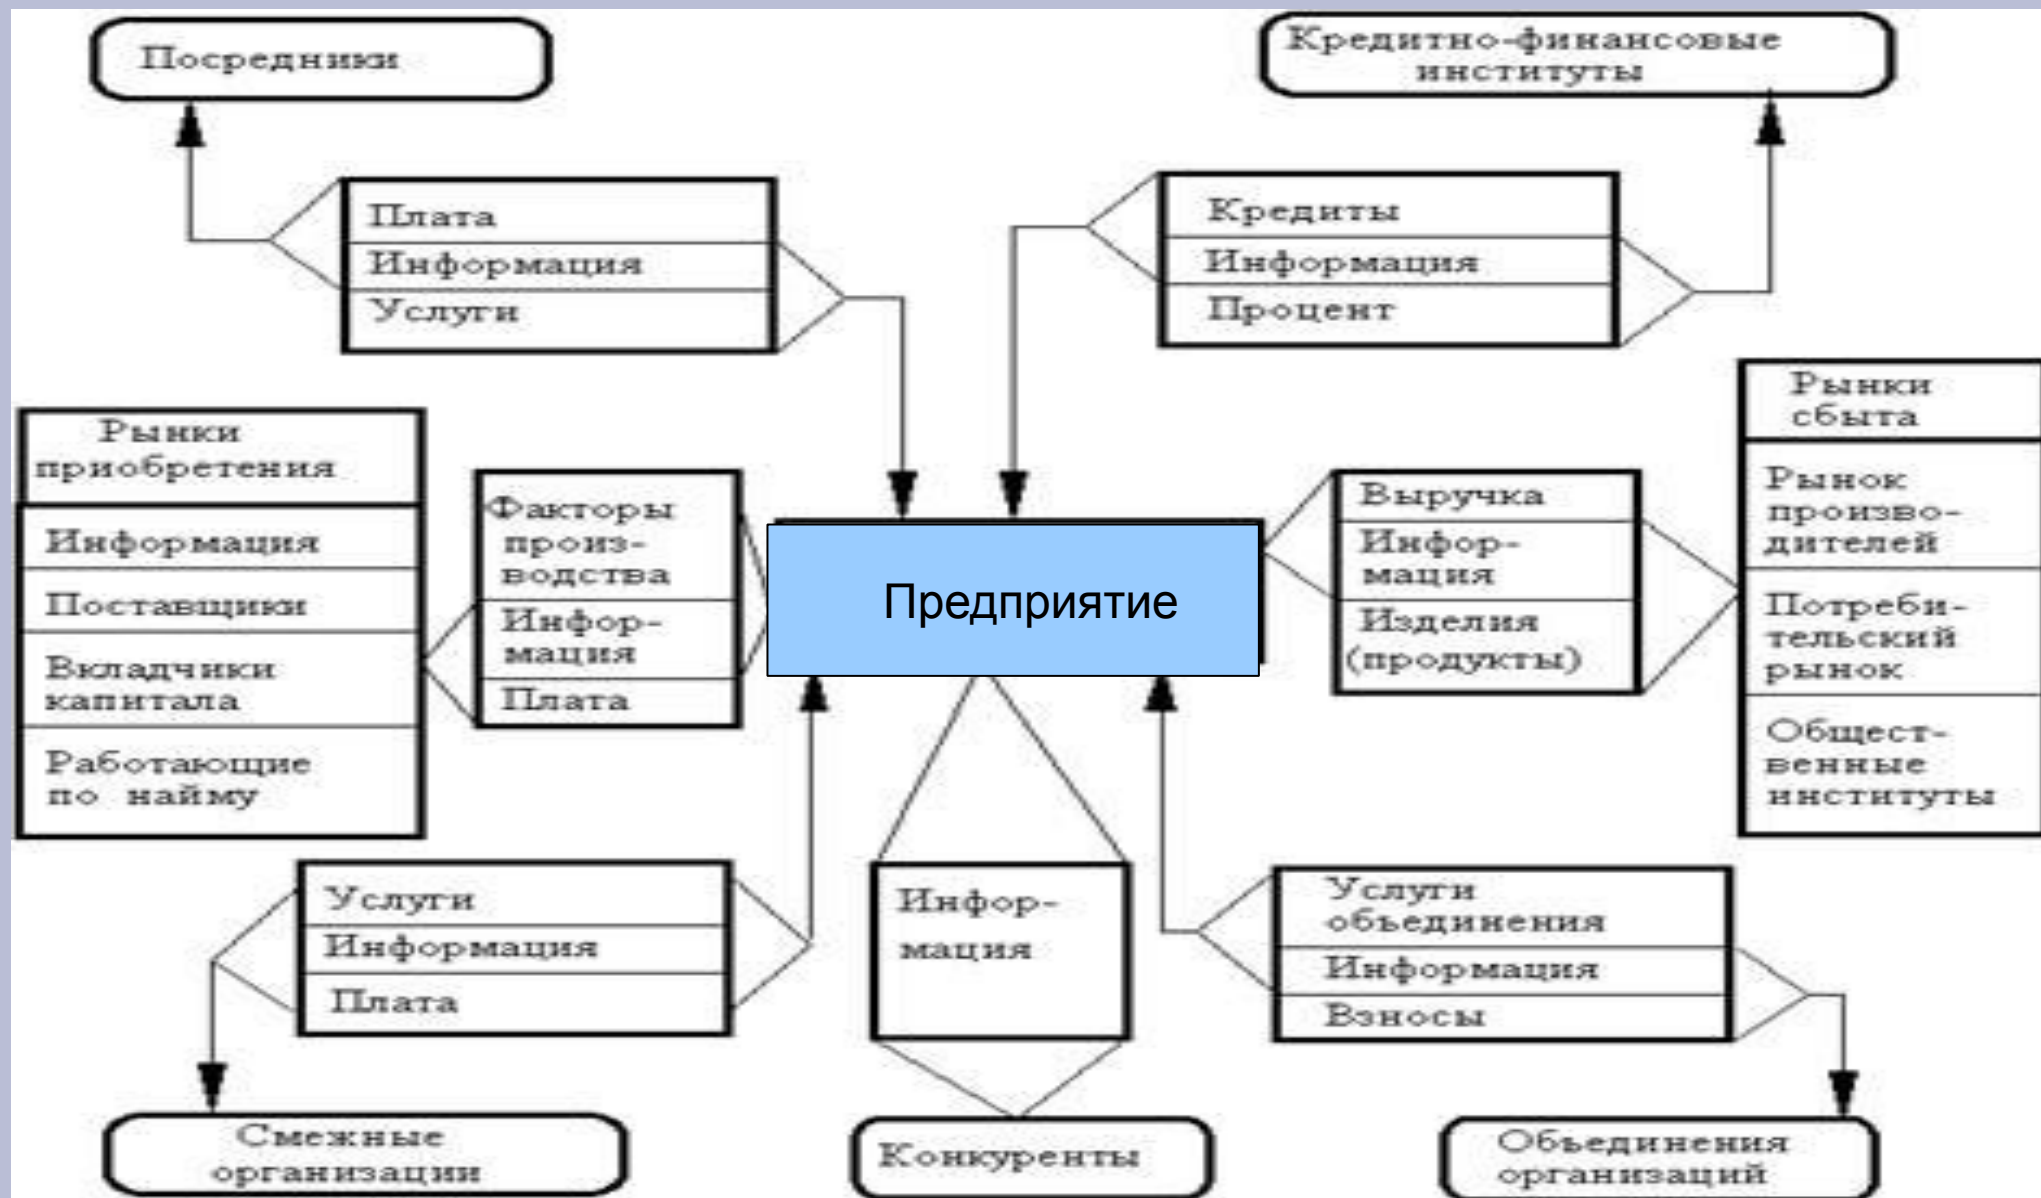 Посредники
Кредитно-финансовые
институты
Плата
Информация
Услуги
Кредиты
Информация
Процент
Рынки
приобретения
Информация
Поставщики
Вкладчики
капитала
Работающие
по найму
Факторы
произ-
водства
Инфор-
мация
Плата
Предприятие
Выручка
Инфор-
мация
Изделия
(продукты)
Рынки
сбыта
Рынок
произво-
дителей
Потреби-
тельский
рынок
Общест-
венные
институты
Услуги
Информация
Плата
Инфор-
мация
Услуги
объединения
Информация
Взносы
Смежные
организации
Конкуренты
Объединения
организаций